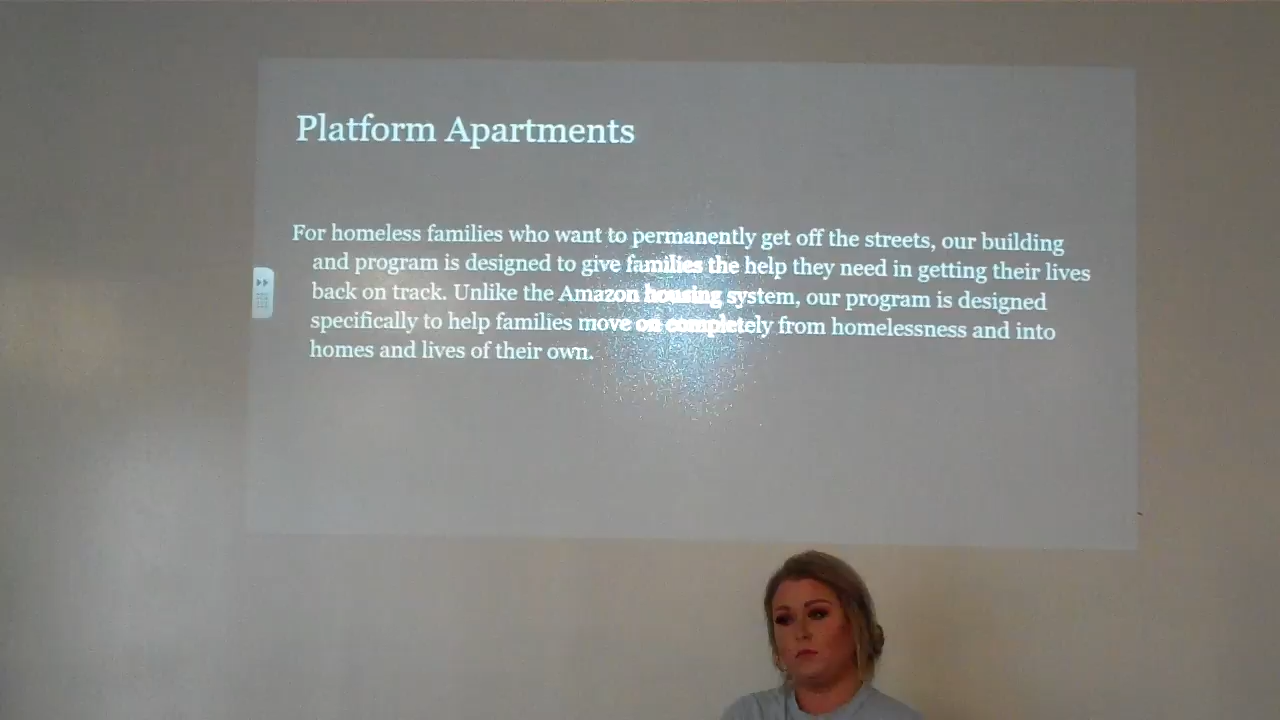 Platform Apartments
For homeless families who want to permanently get off the streets, our building
and program is designed to give families the help they need in getting their lives
back on track. Unlike the Amazon housing system, our program is designed
specifically to help families move on completely from homelessness and into
homes and lives of their own.